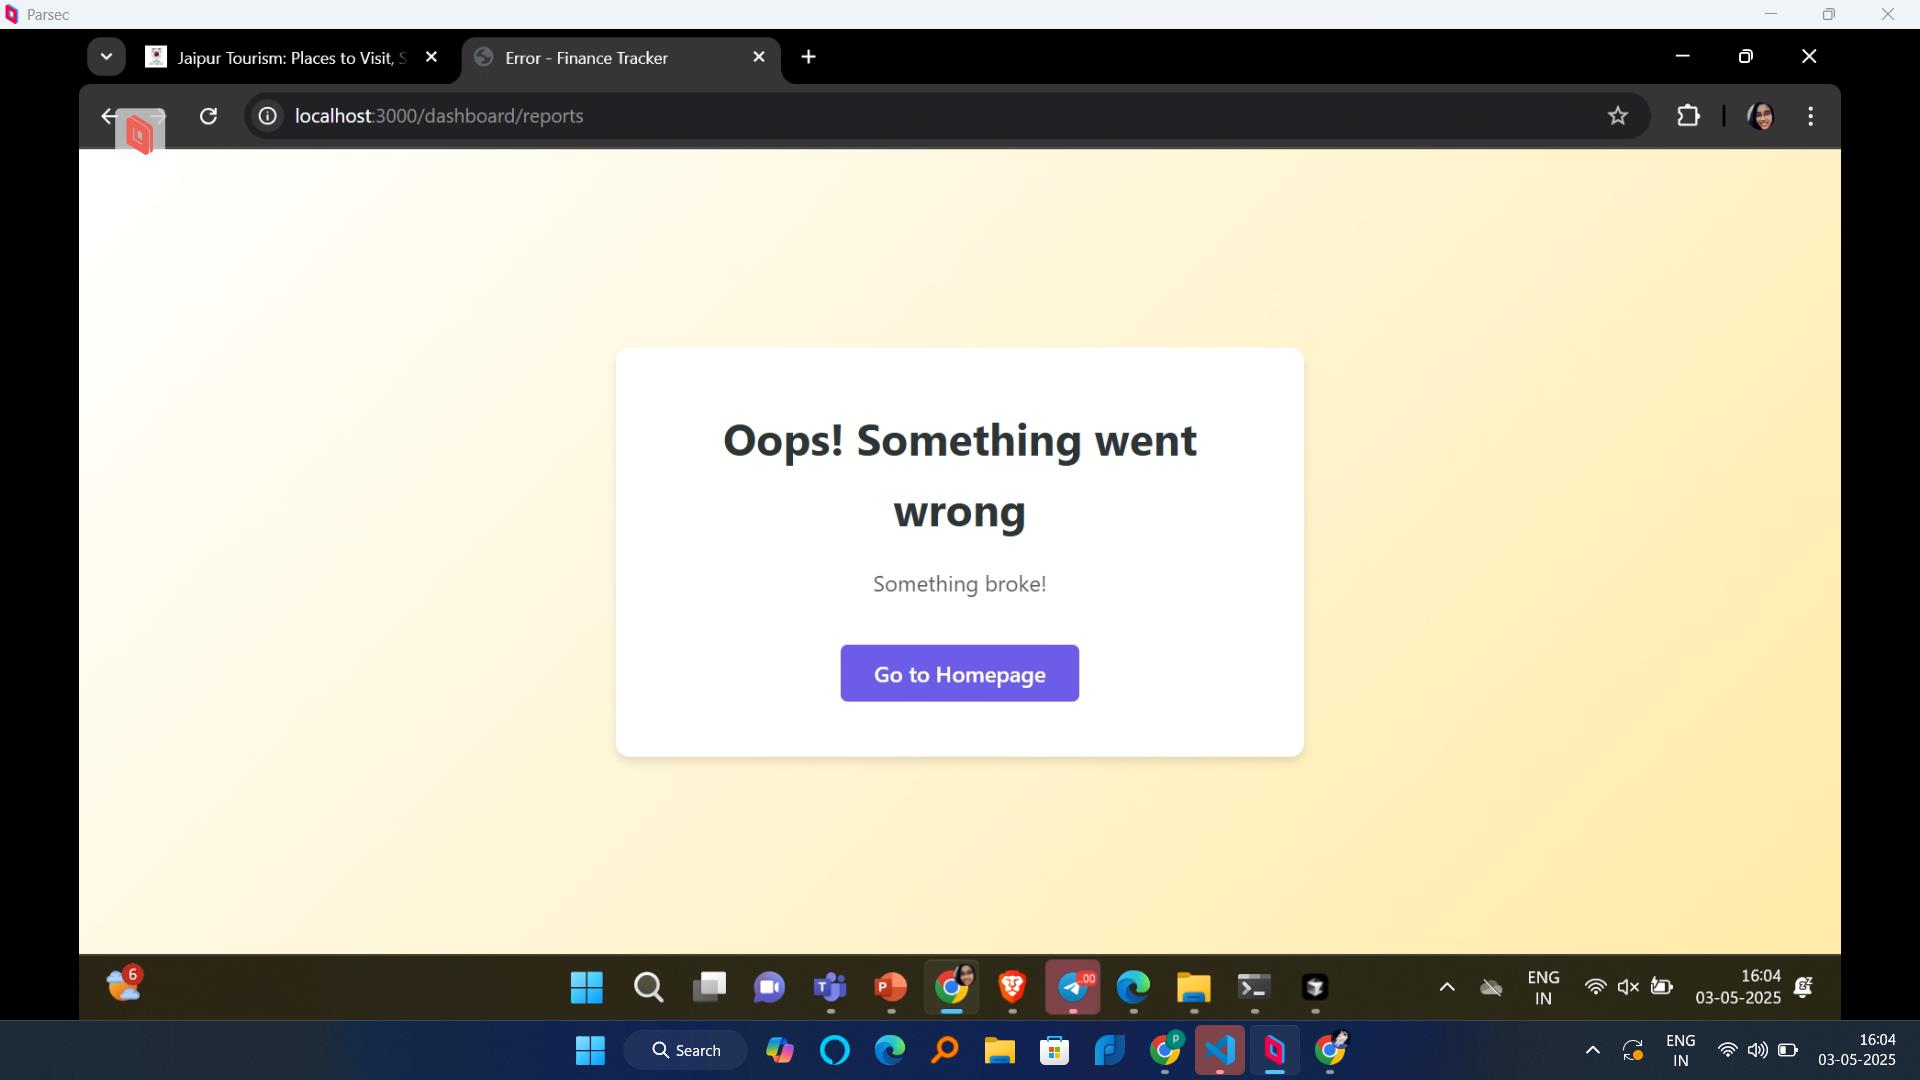 Parsec
Jaipur Tourism: Places to Visit, S
Error - Finance Tracker
localhost:3000/dashboard/reports
Oops! Something went
wrong
Something broke!
Go to Homepage
6
T
P
.00
ENG
IN
16:04
03-05-2025
Search
P
ENG
IN
16:04
03-05-2025